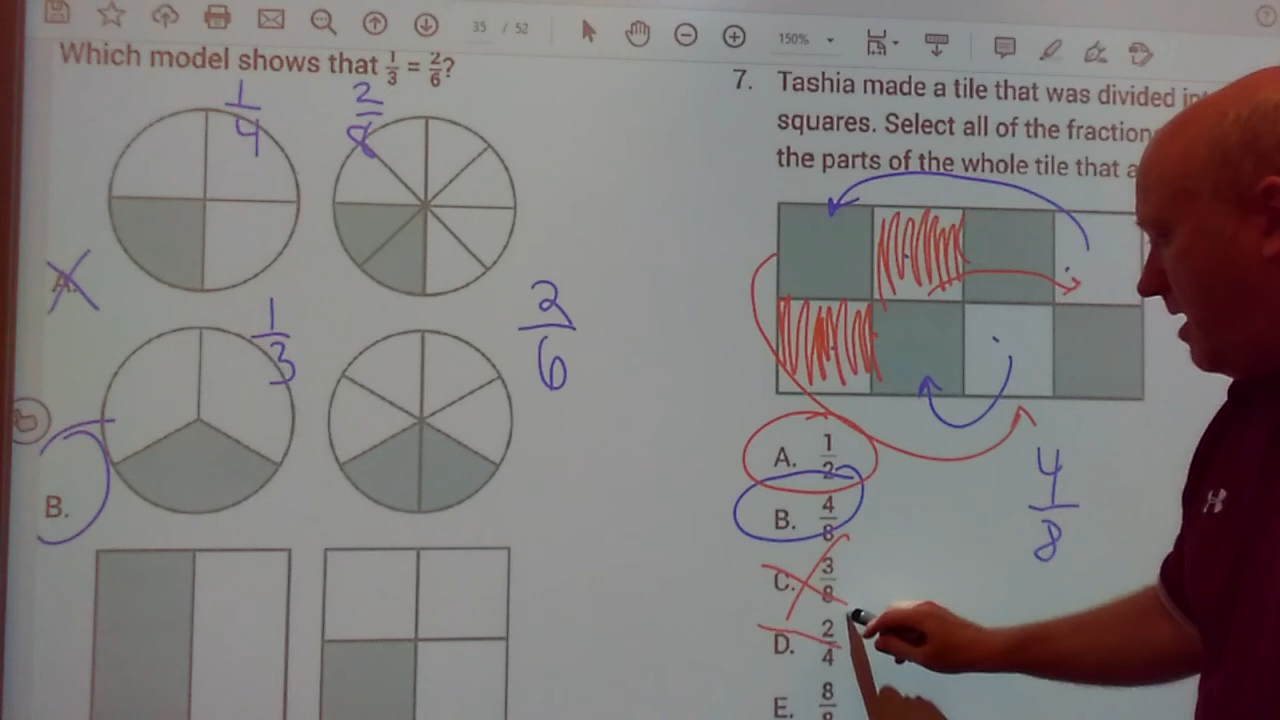 35 / 52
150%
Which model shows that 1/3 = 2/6?
1/4
2/8
A.
1/3
2/6
B.
7. Tashia made a tile that was divided
squares. Select all of the fraction
the parts of the whole tile that
A. 1/2
B. 4/8
C. 3/8
D. 2/4
E. 8/8
4/8